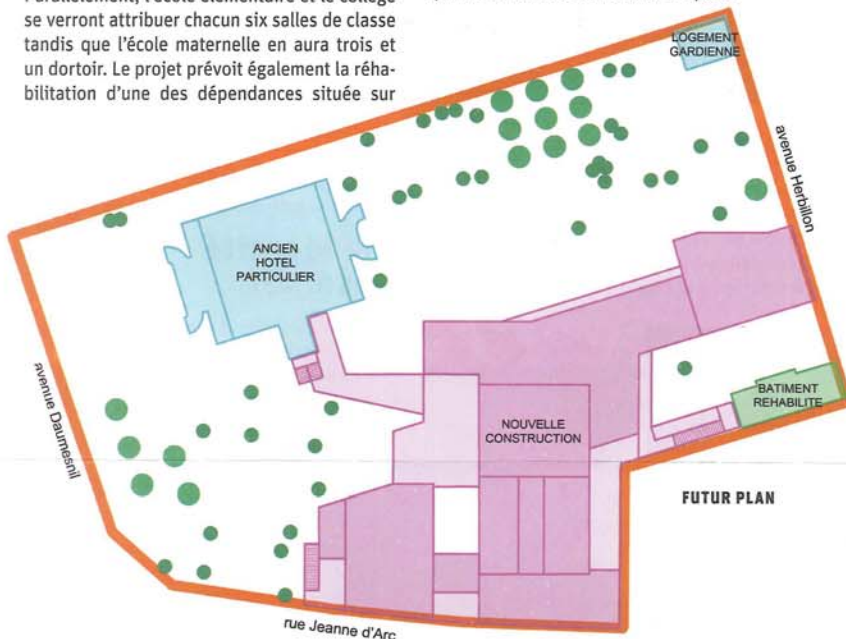 se verront attribuer chacun six salles de classe
tandis que l'école maternelle en aura trois et
un dortoir. Le projet prévoit également la réha-
bilitation d'une des dépendances située sur
LOGEMENT
GARDIENNE
avenue Herbillon
ANCIEN
HOTEL
PARTICULIER
avenue Daumesnil
NOUVELLE
CONSTRUCTION
BATIMENT
REHABILITE
FUTUR PLAN
rue Jeanne d'Arc